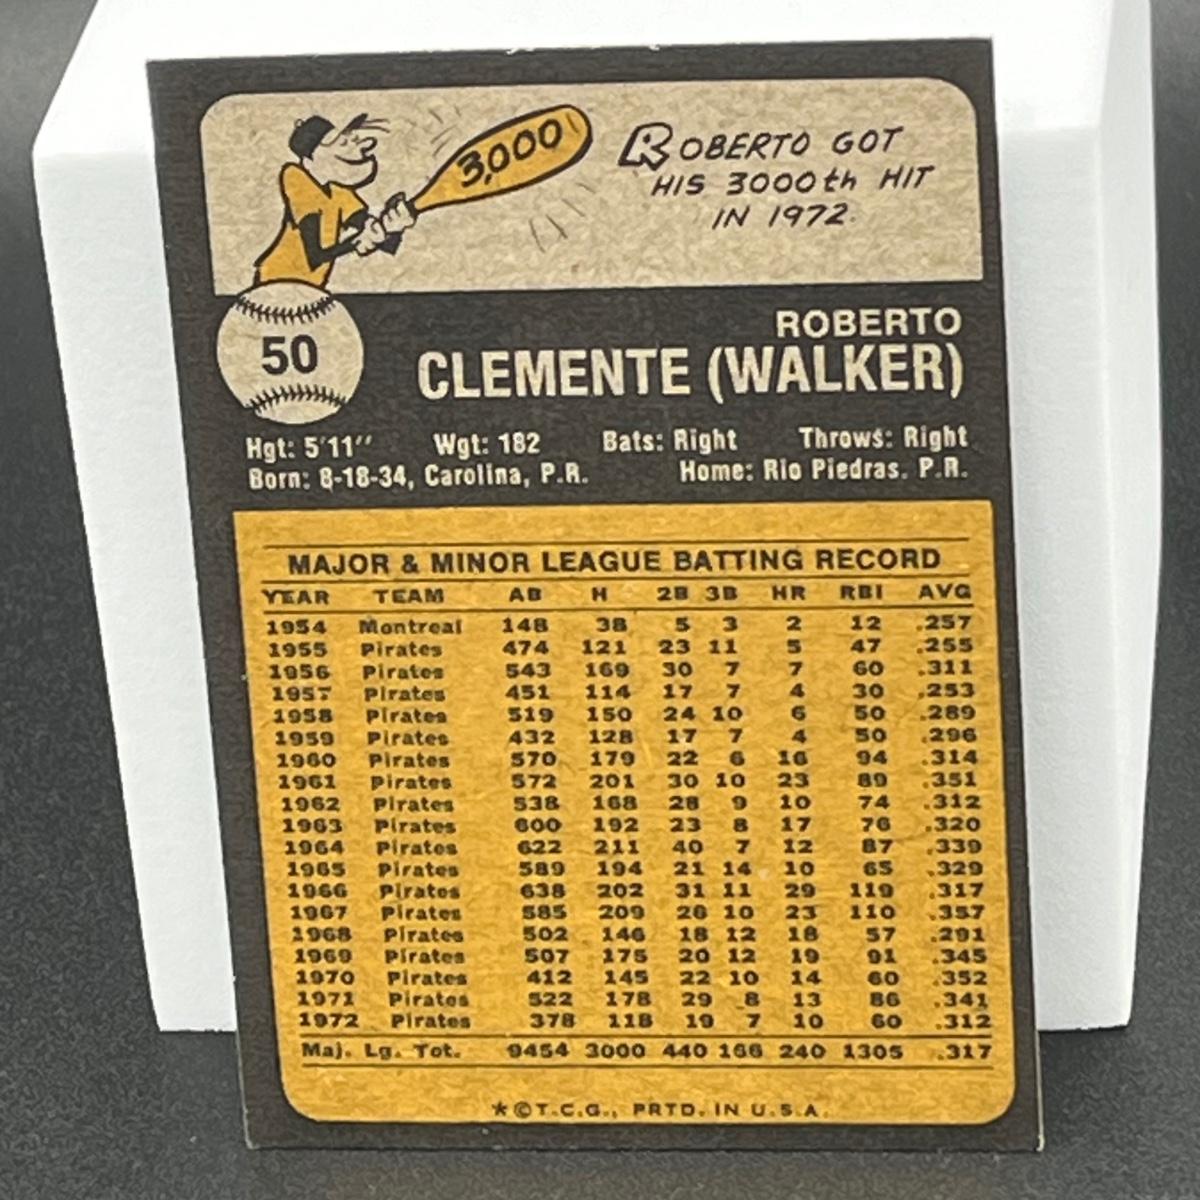 3,000
ROBERTO GOT
HIS 3000th HIT
IN 1972.
50
ROBERTO
CLEMENTE (WALKER)
Hgt: 5'11" Wgt: 182 Bats: Right Throws: Right
Born: 8-18-34, Carolina, P.R. Home: Rio Piedras, P.R.
MAJOR & MINOR LEAGUE BATTING RECORD
YEAR TEAM AB H 2B 3B HR RBI AVG
1954 Montreal 148 38 5 3 2 12 .257
1955 Pirates 474 121 23 11 5 47 .255
1956 Pirates 543 169 30 7 7 60 .311
1957 Pirates 451 114 17 7 4 30 .253
1958 Pirates 519 150 24 10 6 50 .289
1959 Pirates 432 128 17 7 4 50 .296
1960 Pirates 570 179 22 6 16 94 .314
1961 Pirates 572 201 30 10 23 89 .351
1962 Pirates 538 168 28 9 10 74 .312
1963 Pirates 600 192 23 8 17 76 .320
1964 Pirates 622 211 40 7 12 87 .339
1965 Pirates 589 194 21 14 10 65 .329
1966 Pirates 638 202 31 11 29 119 .317
1967 Pirates 585 209 26 10 23 110 .357
1968 Pirates 502 146 18 12 18 57 .291
1969 Pirates 507 175 20 12 19 91 .345
1970 Pirates 412 145 22 10 14 60 .352
1971 Pirates 522 178 29 8 13 86 .341
1972 Pirates 378 118 19 7 10 60 .312
Maj. Lg. Tot. 9454 3000 440 166 240 1305 .317
★©T.C.G., PRTD. IN U.S.A.